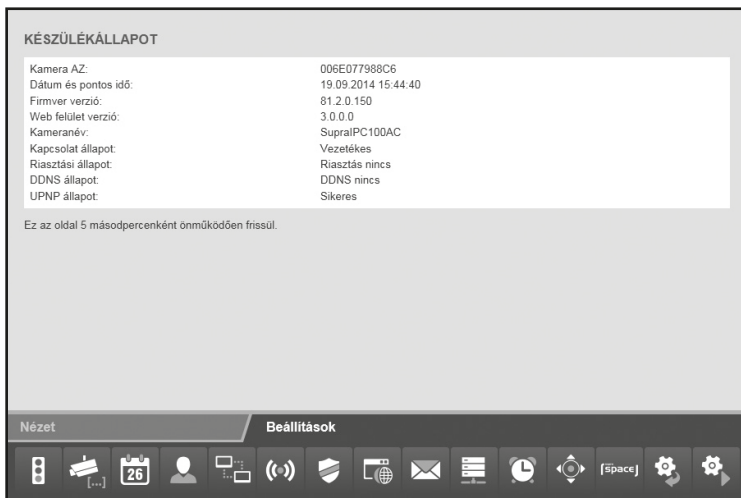 KÉSZÜLÉKÁLLAPOT
Kamera AZ: 006E077988C6
Dátum és pontos idő: 19.09.2014 15:44:40
Firmver verzió: 81.2.0.150
Web felület verzió: 3.0.0.0
Kameranév: SupraIPC100AC
Kapcsolat állapot: Vezetékes
Riasztási állapot: Riasztás nincs
DDNS állapot: DDNS nincs
UPNP állapot: Sikeres
Ez az oldal 5 másodpercenként önműködően frissül.
Nézet Beállítások
[...] 26 space